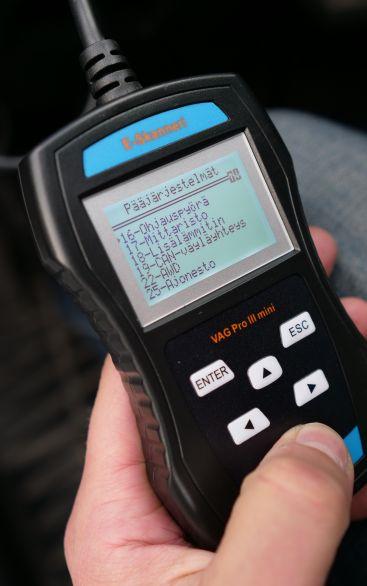 E-Skanneri
Pääjärjestelmät
16-Ohjauspyörä
17-Mittaristo
18-Lisälämmitin
19-CAN-väyläyhteys
22-AWD
25-Ajonesto
VAG Pro III mini
ESC
ENTER